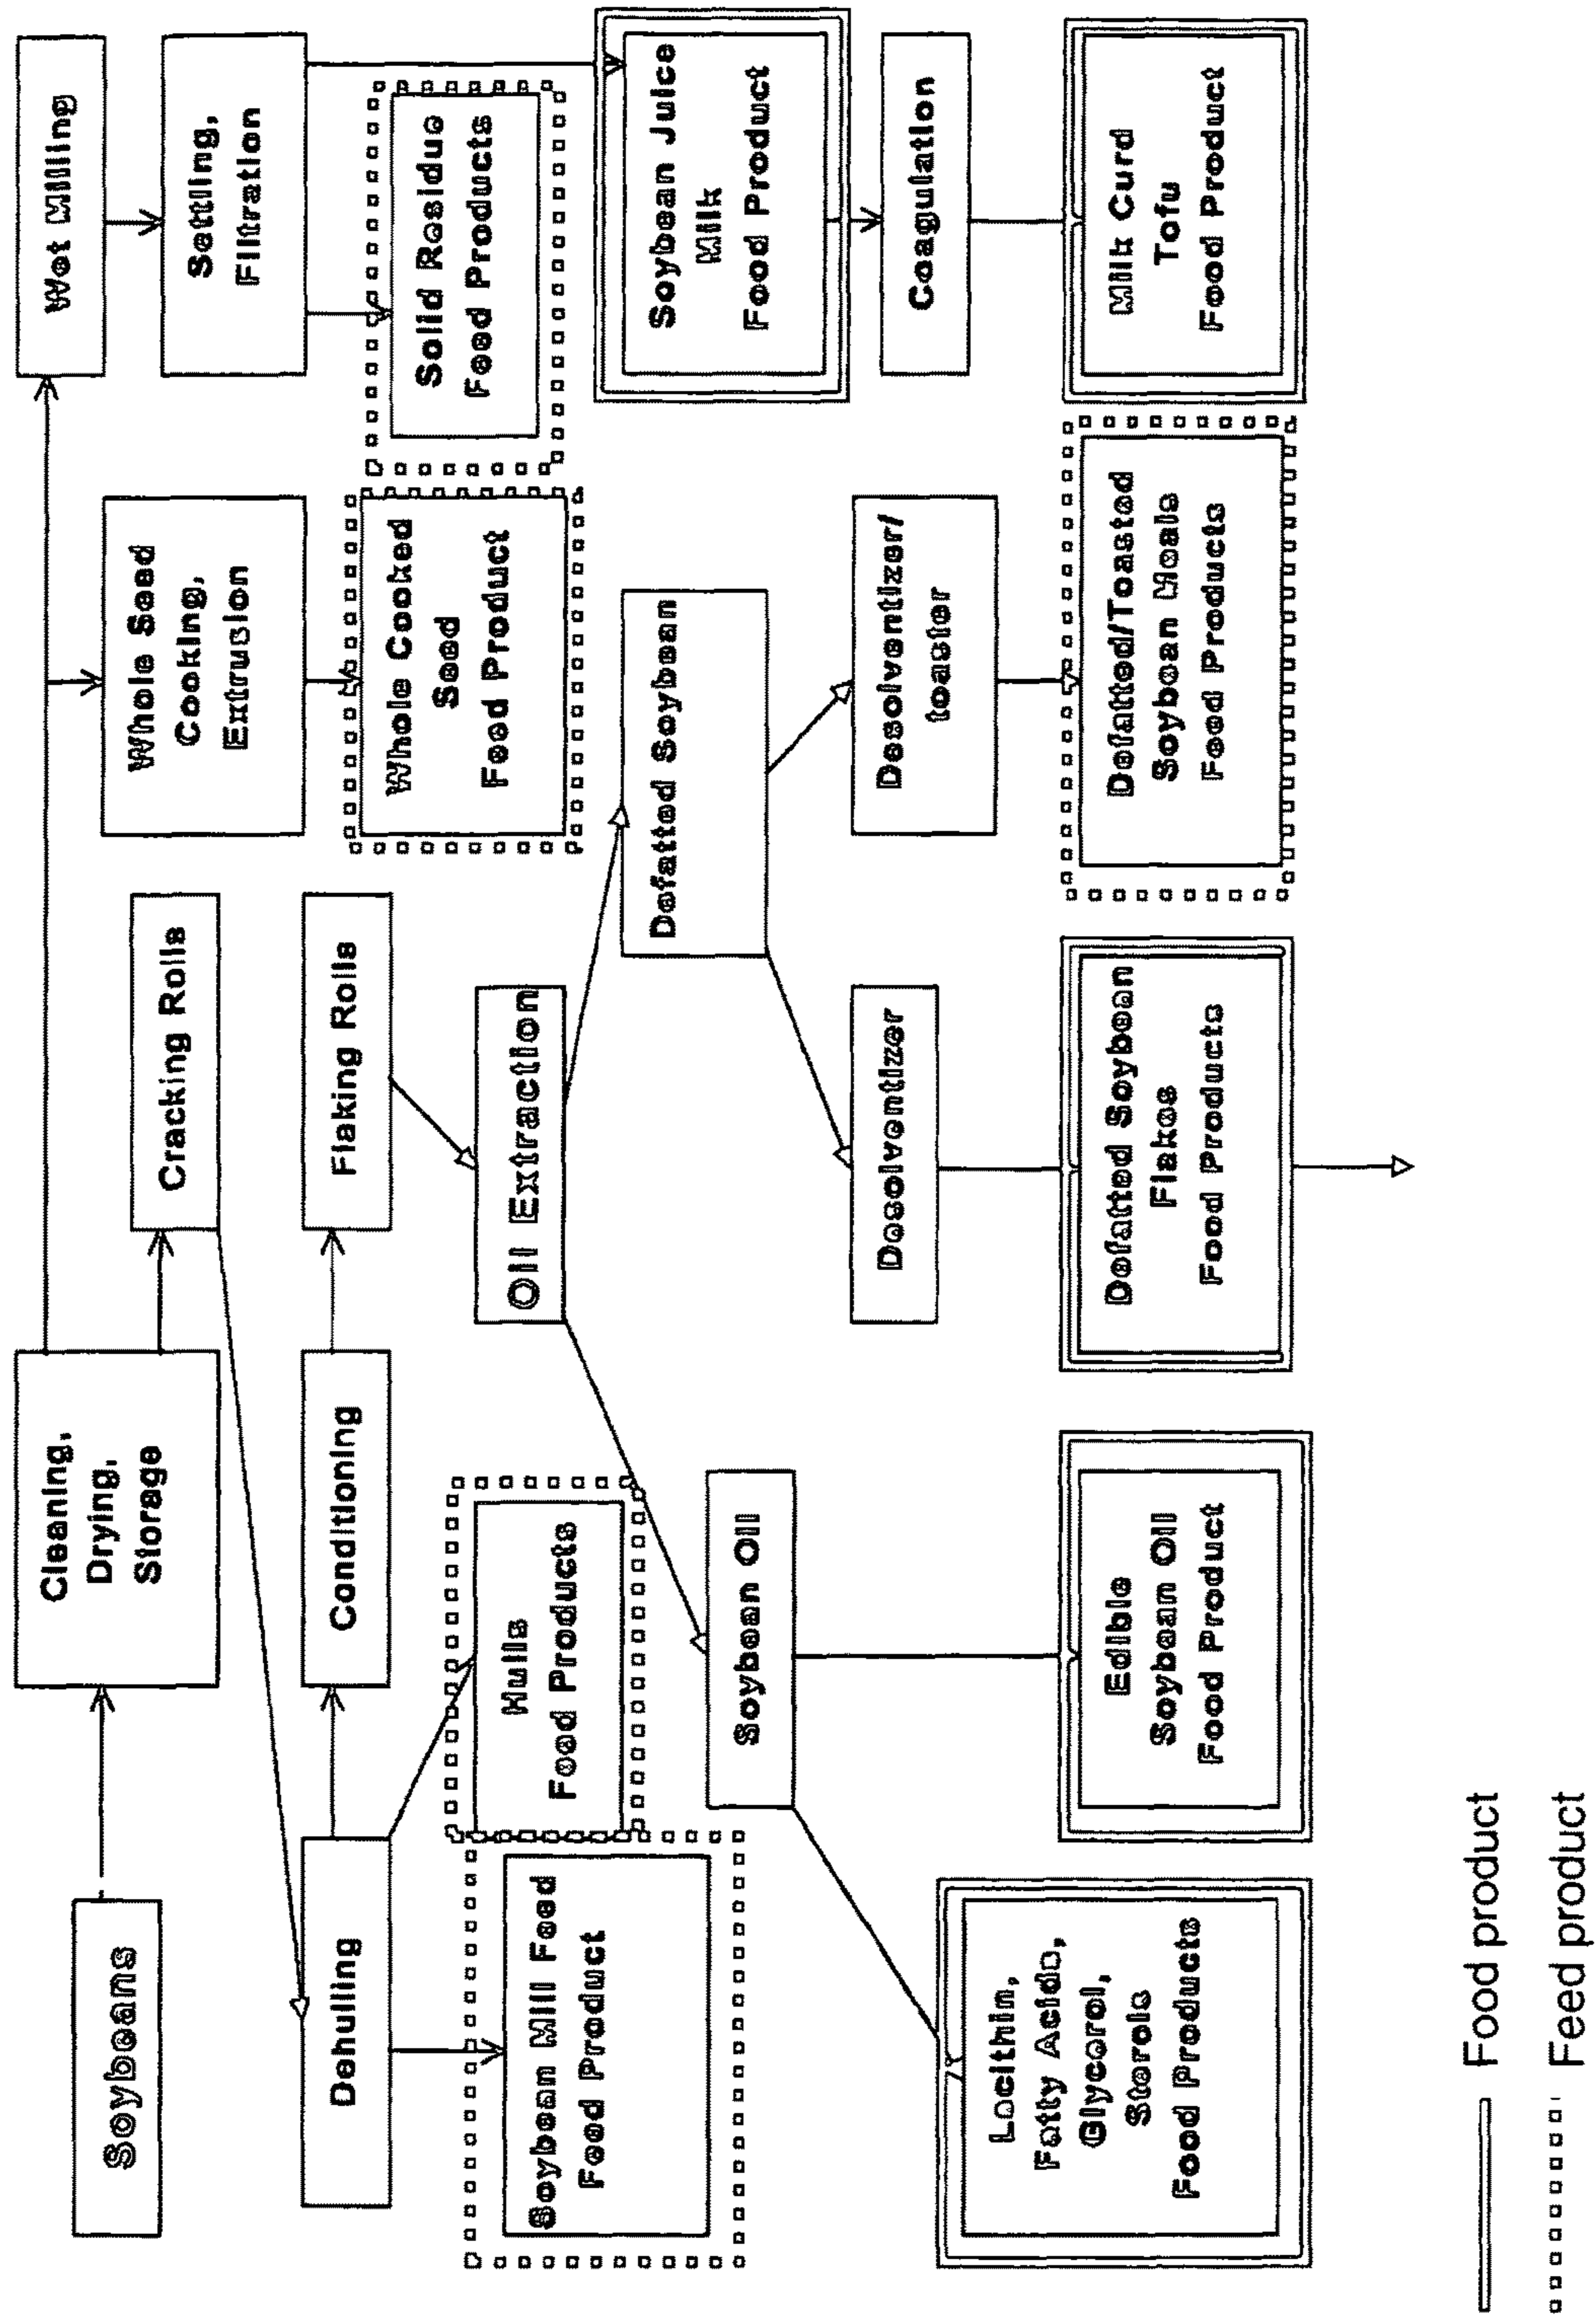 Soybeans
Cleaning,
Drying,
Storage
Wet Milling
Cracking Rolls
Whole Seed
Cooking,
Extrusion
Settling,
Filtration
Dehulling
Conditioning
Flaking Rolls
Whole Cooked
Seed
Feed Product
Solid Residue
Feed Products
Soybean Mill Feed
Feed Product
Hulls
Feed Products
Oil Extraction
Defatted Soybean
Soybean Juice
Milk
Food Product
Soybean Oil
Desolventizer
Desolventizer/
toaster
Coagulation
Lecithin,
Fatty Acids,
Glycerol,
Sterols
Food Products
Edible
Soybean Oil
Food Product
Defatted Soybean
Flakes
Food Products
Defatted/Toasted
Soybean Meals
Feed Products
Milk Curd
Tofu
Food Product
Food product
Feed product